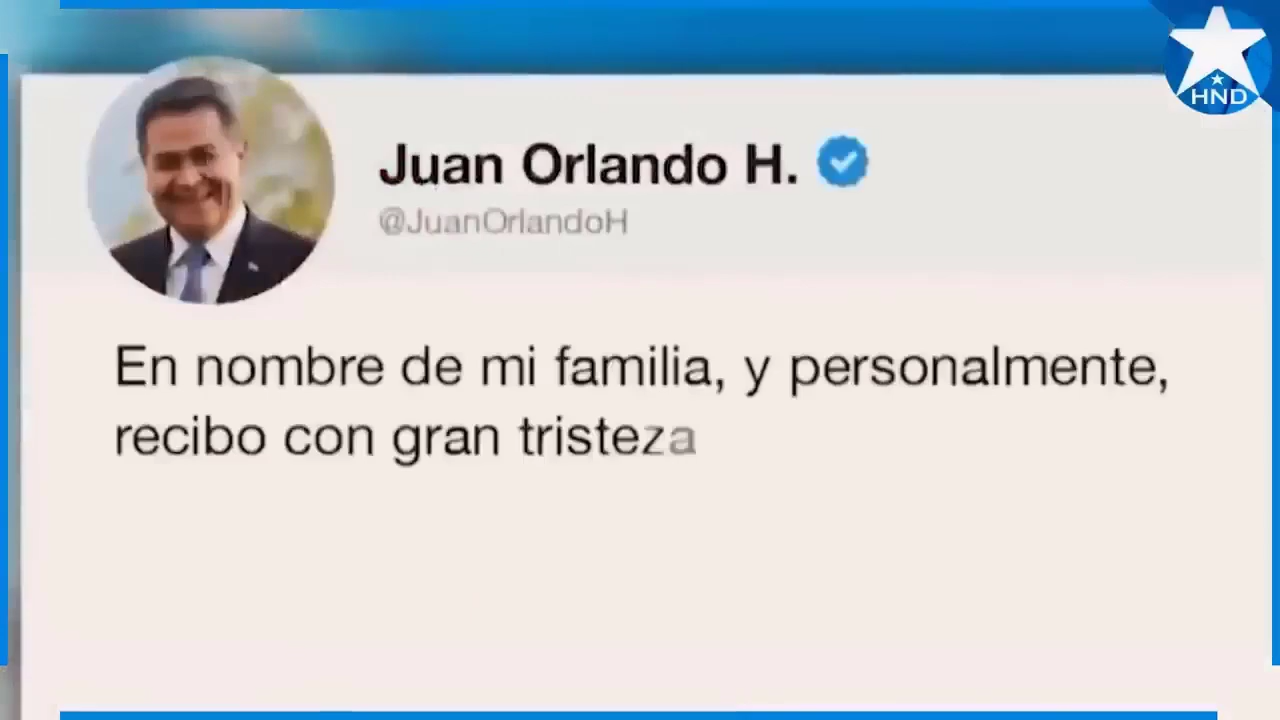 HND
Juan Orlando H.
@JuanOrlandoH
En nombre de mi familia, y personalmente,
recibo con gran tristeza